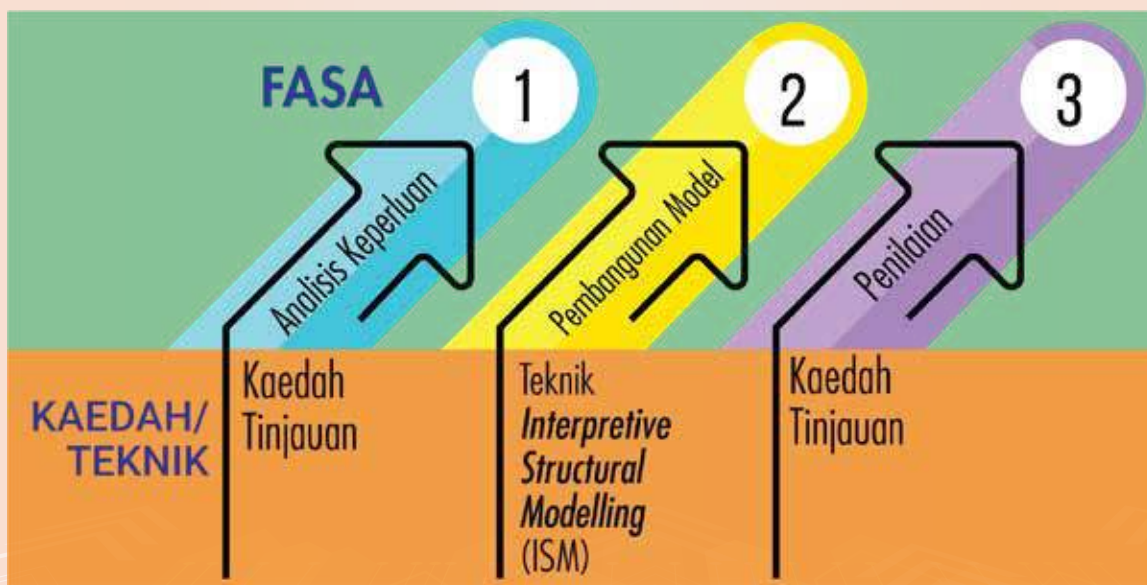 FASA
1
2
3
Analisis Keperluan
Pembangunan Model
Penilaian
KAEDAH/
TEKNIK
Kaedah
Tinjauan
Teknik
Interpretive
Structural
Modelling
(ISM)
Kaedah
Tinjauan